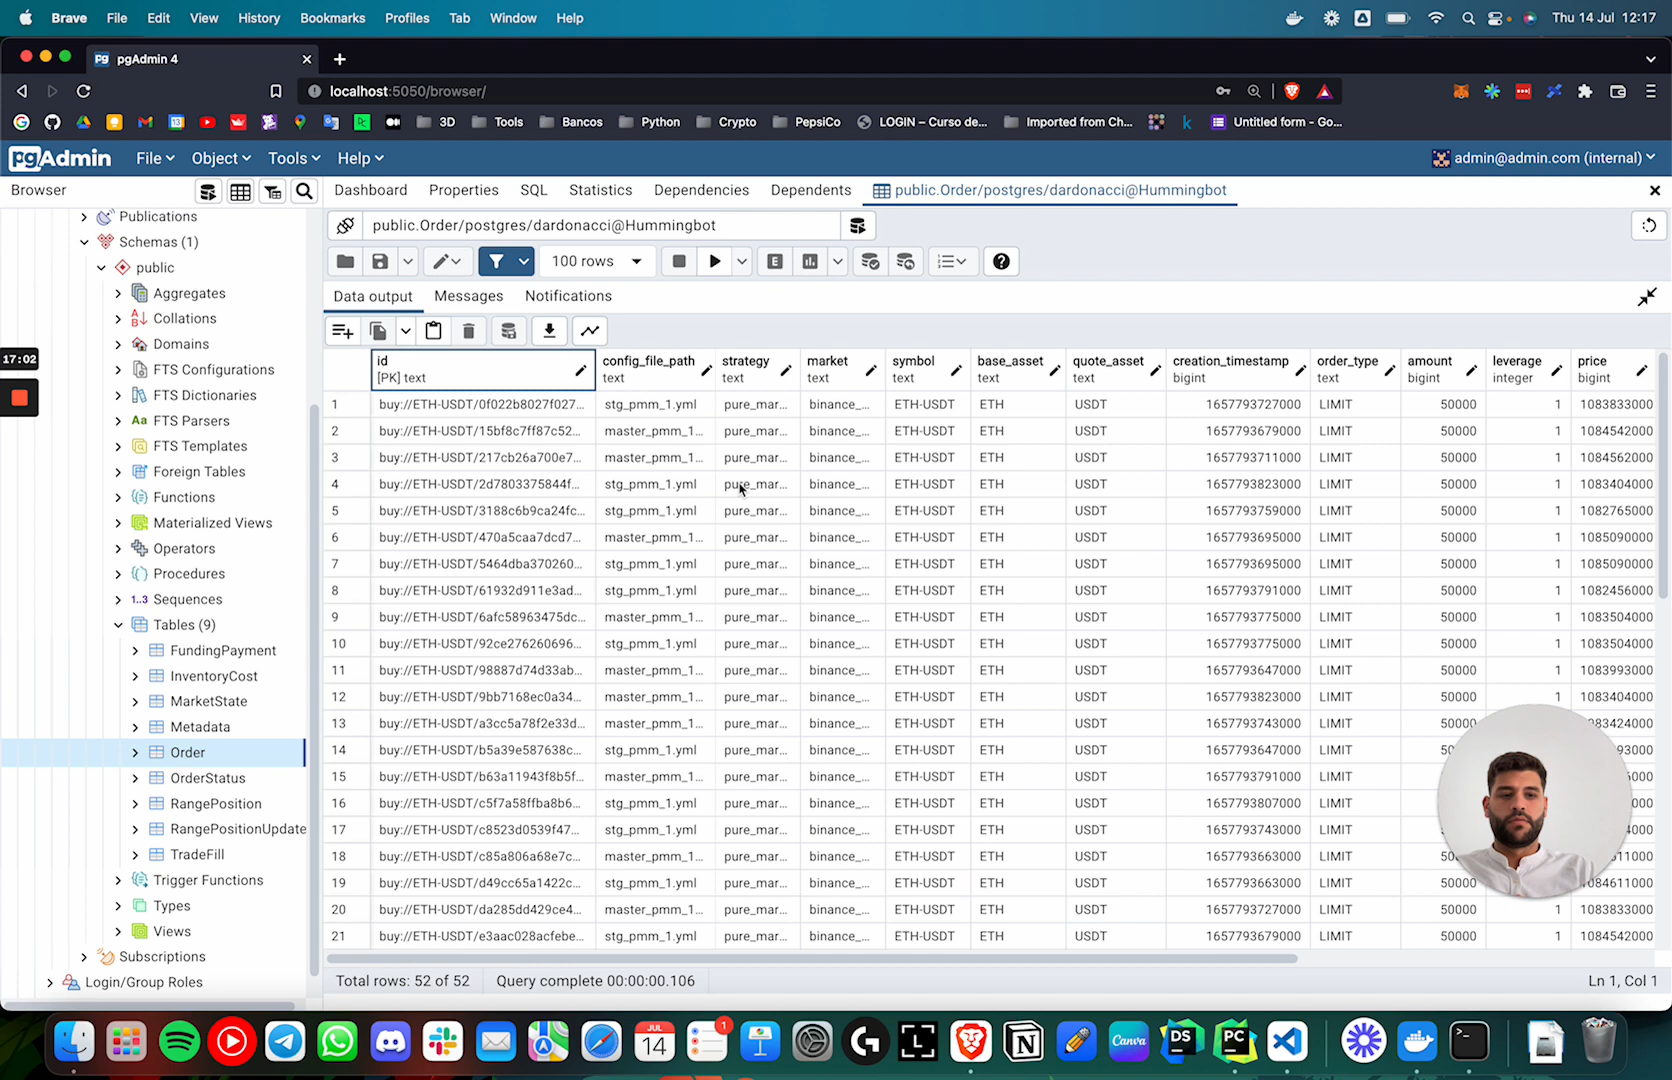 Brave File Edit View History Bookmarks Profiles Tab Window Help Thu 14 Jul 12:17
pgAdmin 4
localhost:5050/browser/
3D Tools Bancos Python Crypto PepsiCo LOGIN – Curso de... Imported from Ch... Untitled form - Go...
pgAdmin File Object Tools Help admin@admin.com (internal)
Browser Dashboard Properties SQL Statistics Dependencies Dependents public.Order/postgres/dardonacci@Hummingbot
Publications
Schemas (1)
public
Aggregates
Collations
Domains
FTS Configurations
FTS Dictionaries
FTS Parsers
FTS Templates
Foreign Tables
Functions
Materialized Views
Operators
Procedures
Sequences
Tables (9)
FundingPayment
InventoryCost
MarketState
Metadata
Order
OrderStatus
RangePosition
RangePositionUpdate
TradeFill
Trigger Functions
Types
Views
Subscriptions
Login/Group Roles
17:02
public.Order/postgres/dardonacci@Hummingbot
100 rows
Data output Messages Notifications
id config_file_path strategy market symbol base_asset quote_asset creation_timestamp order_type amount leverage price
[PK] text text text text text text text bigint text bigint integer bigint
1 buy://ETH-USDT/0f022b8027f027... stg_pmm_1.yml pure_mar... binance_... ETH-USDT ETH USDT 1657793727000 LIMIT 50000 1 1083833000
2 buy://ETH-USDT/15bf8c7ff87c52... master_pmm_1... pure_mar... binance_... ETH-USDT ETH USDT 1657793679000 LIMIT 50000 1 1084542000
3 buy://ETH-USDT/217cb26a700e7... master_pmm_1... pure_mar... binance_... ETH-USDT ETH USDT 1657793711000 LIMIT 50000 1 1084562000
4 buy://ETH-USDT/2d7803375844f... stg_pmm_1.yml pure_mar... binance_... ETH-USDT ETH USDT 1657793823000 LIMIT 50000 1 1083404000
5 buy://ETH-USDT/3188c6b9ca24fc... stg_pmm_1.yml pure_mar... binance_... ETH-USDT ETH USDT 1657793759000 LIMIT 50000 1 1082765000
6 buy://ETH-USDT/470a5caa7dcd7... master_pmm_1... pure_mar... binance_... ETH-USDT ETH USDT 1657793695000 LIMIT 50000 1 1085090000
7 buy://ETH-USDT/5464dba370260... stg_pmm_1.yml pure_mar... binance_... ETH-USDT ETH USDT 1657793695000 LIMIT 50000 1 1085090000
8 buy://ETH-USDT/61932d911e3ad... stg_pmm_1.yml pure_mar... binance_... ETH-USDT ETH USDT 1657793791000 LIMIT 50000 1 1082456000
9 buy://ETH-USDT/6afc58963475dc... master_pmm_1... pure_mar... binance_... ETH-USDT ETH USDT 1657793775000 LIMIT 50000 1 1083504000
10 buy://ETH-USDT/92ce276260696... stg_pmm_1.yml pure_mar... binance_... ETH-USDT ETH USDT 1657793775000 LIMIT 50000 1 1083504000
11 buy://ETH-USDT/98887d74d33ab... master_pmm_1... pure_mar... binance_... ETH-USDT ETH USDT 1657793647000 LIMIT 50000 1 1083993000
12 buy://ETH-USDT/9bb7168ec0a34... master_pmm_1... pure_mar... binance_... ETH-USDT ETH USDT 1657793823000 LIMIT 50000 1 1083404000
13 buy://ETH-USDT/a3cc5a78f2e33d... master_pmm_1... pure_mar... binance_... ETH-USDT ETH USDT 1657793743000 LIMIT 50000
14 buy://ETH-USDT/b5a39e587638c... stg_pmm_1.yml pure_mar... binance_... ETH-USDT ETH USDT 1657793647000 LIMIT
15 buy://ETH-USDT/b63a11943f8b5f... master_pmm_1... pure_mar... binance_... ETH-USDT ETH USDT 1657793791000 LIMIT
16 buy://ETH-USDT/c5f7a58ffba8b6... stg_pmm_1.yml pure_mar... binance_... ETH-USDT ETH USDT 1657793807000 LIMIT
17 buy://ETH-USDT/c8523d0539f47... stg_pmm_1.yml pure_mar... binance_... ETH-USDT ETH USDT 1657793743000 LIMIT
18 buy://ETH-USDT/c85a806a68e7c... master_pmm_1... pure_mar... binance_... ETH-USDT ETH USDT 1657793663000 LIMIT
19 buy://ETH-USDT/d49cc65a1422c... stg_pmm_1.yml pure_mar... binance_... ETH-USDT ETH USDT 1657793663000 LIMIT 50000 1 1084611000
20 buy://ETH-USDT/da285dd429ce4... master_pmm_1... pure_mar... binance_... ETH-USDT ETH USDT 1657793727000 LIMIT 50000 1 1083833000
21 buy://ETH-USDT/e3aac028acfebe... stg_pmm_1.yml pure_mar... binance_... ETH-USDT ETH USDT 1657793679000 LIMIT 50000 1 1084542000
Total rows: 52 of 52 Query complete 00:00:00.106 Ln 1, Col 1
JUL 14 1 Canva DS PC